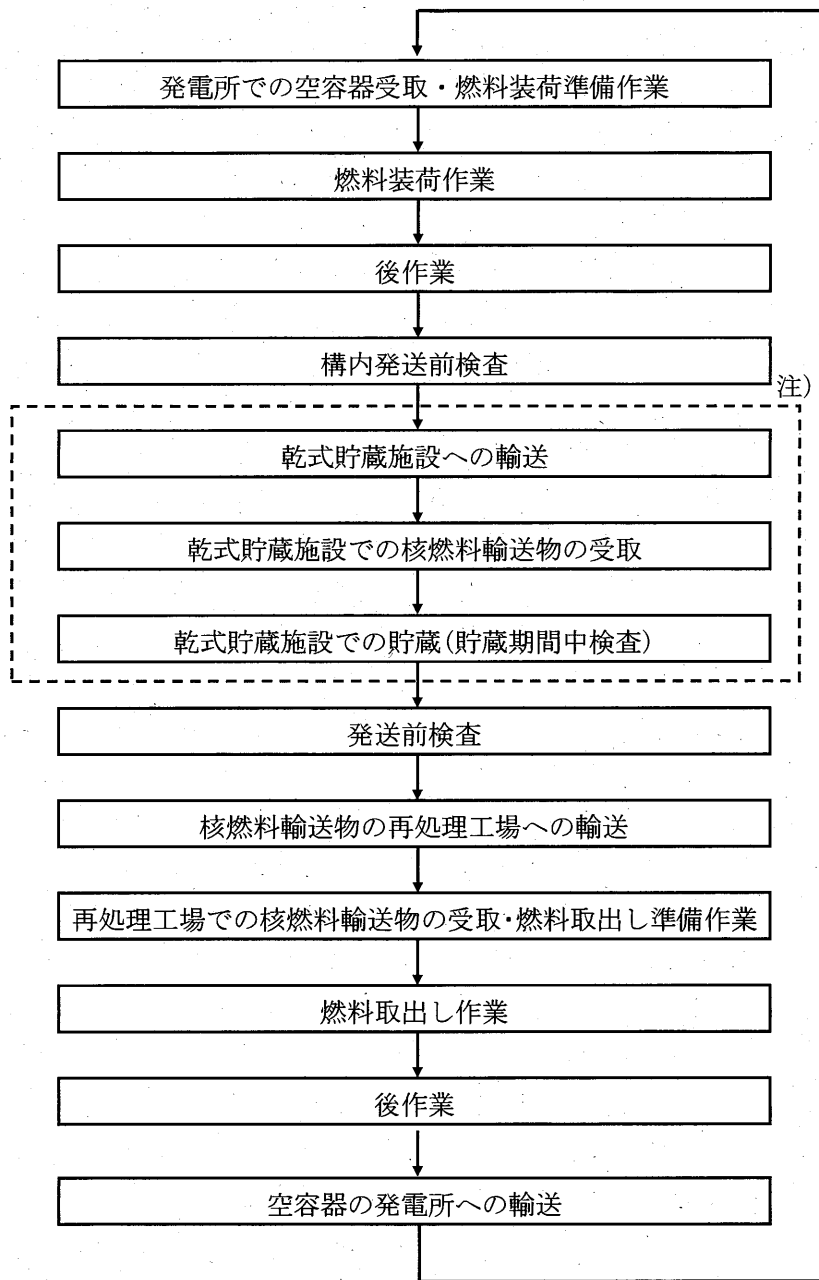 発電所での空容器受取・燃料装荷準備作業
燃料装荷作業
後作業
構内発送前検査
注)
乾式貯蔵施設への輸送
乾式貯蔵施設での核燃料輸送物の受取
乾式貯蔵施設での貯蔵(貯蔵期間中検査)
発送前検査
核燃料輸送物の再処理工場への輸送
再処理工場での核燃料輸送物の受取・燃料取出し準備作業
燃料取出し作業
後作業
空容器の発電所への輸送